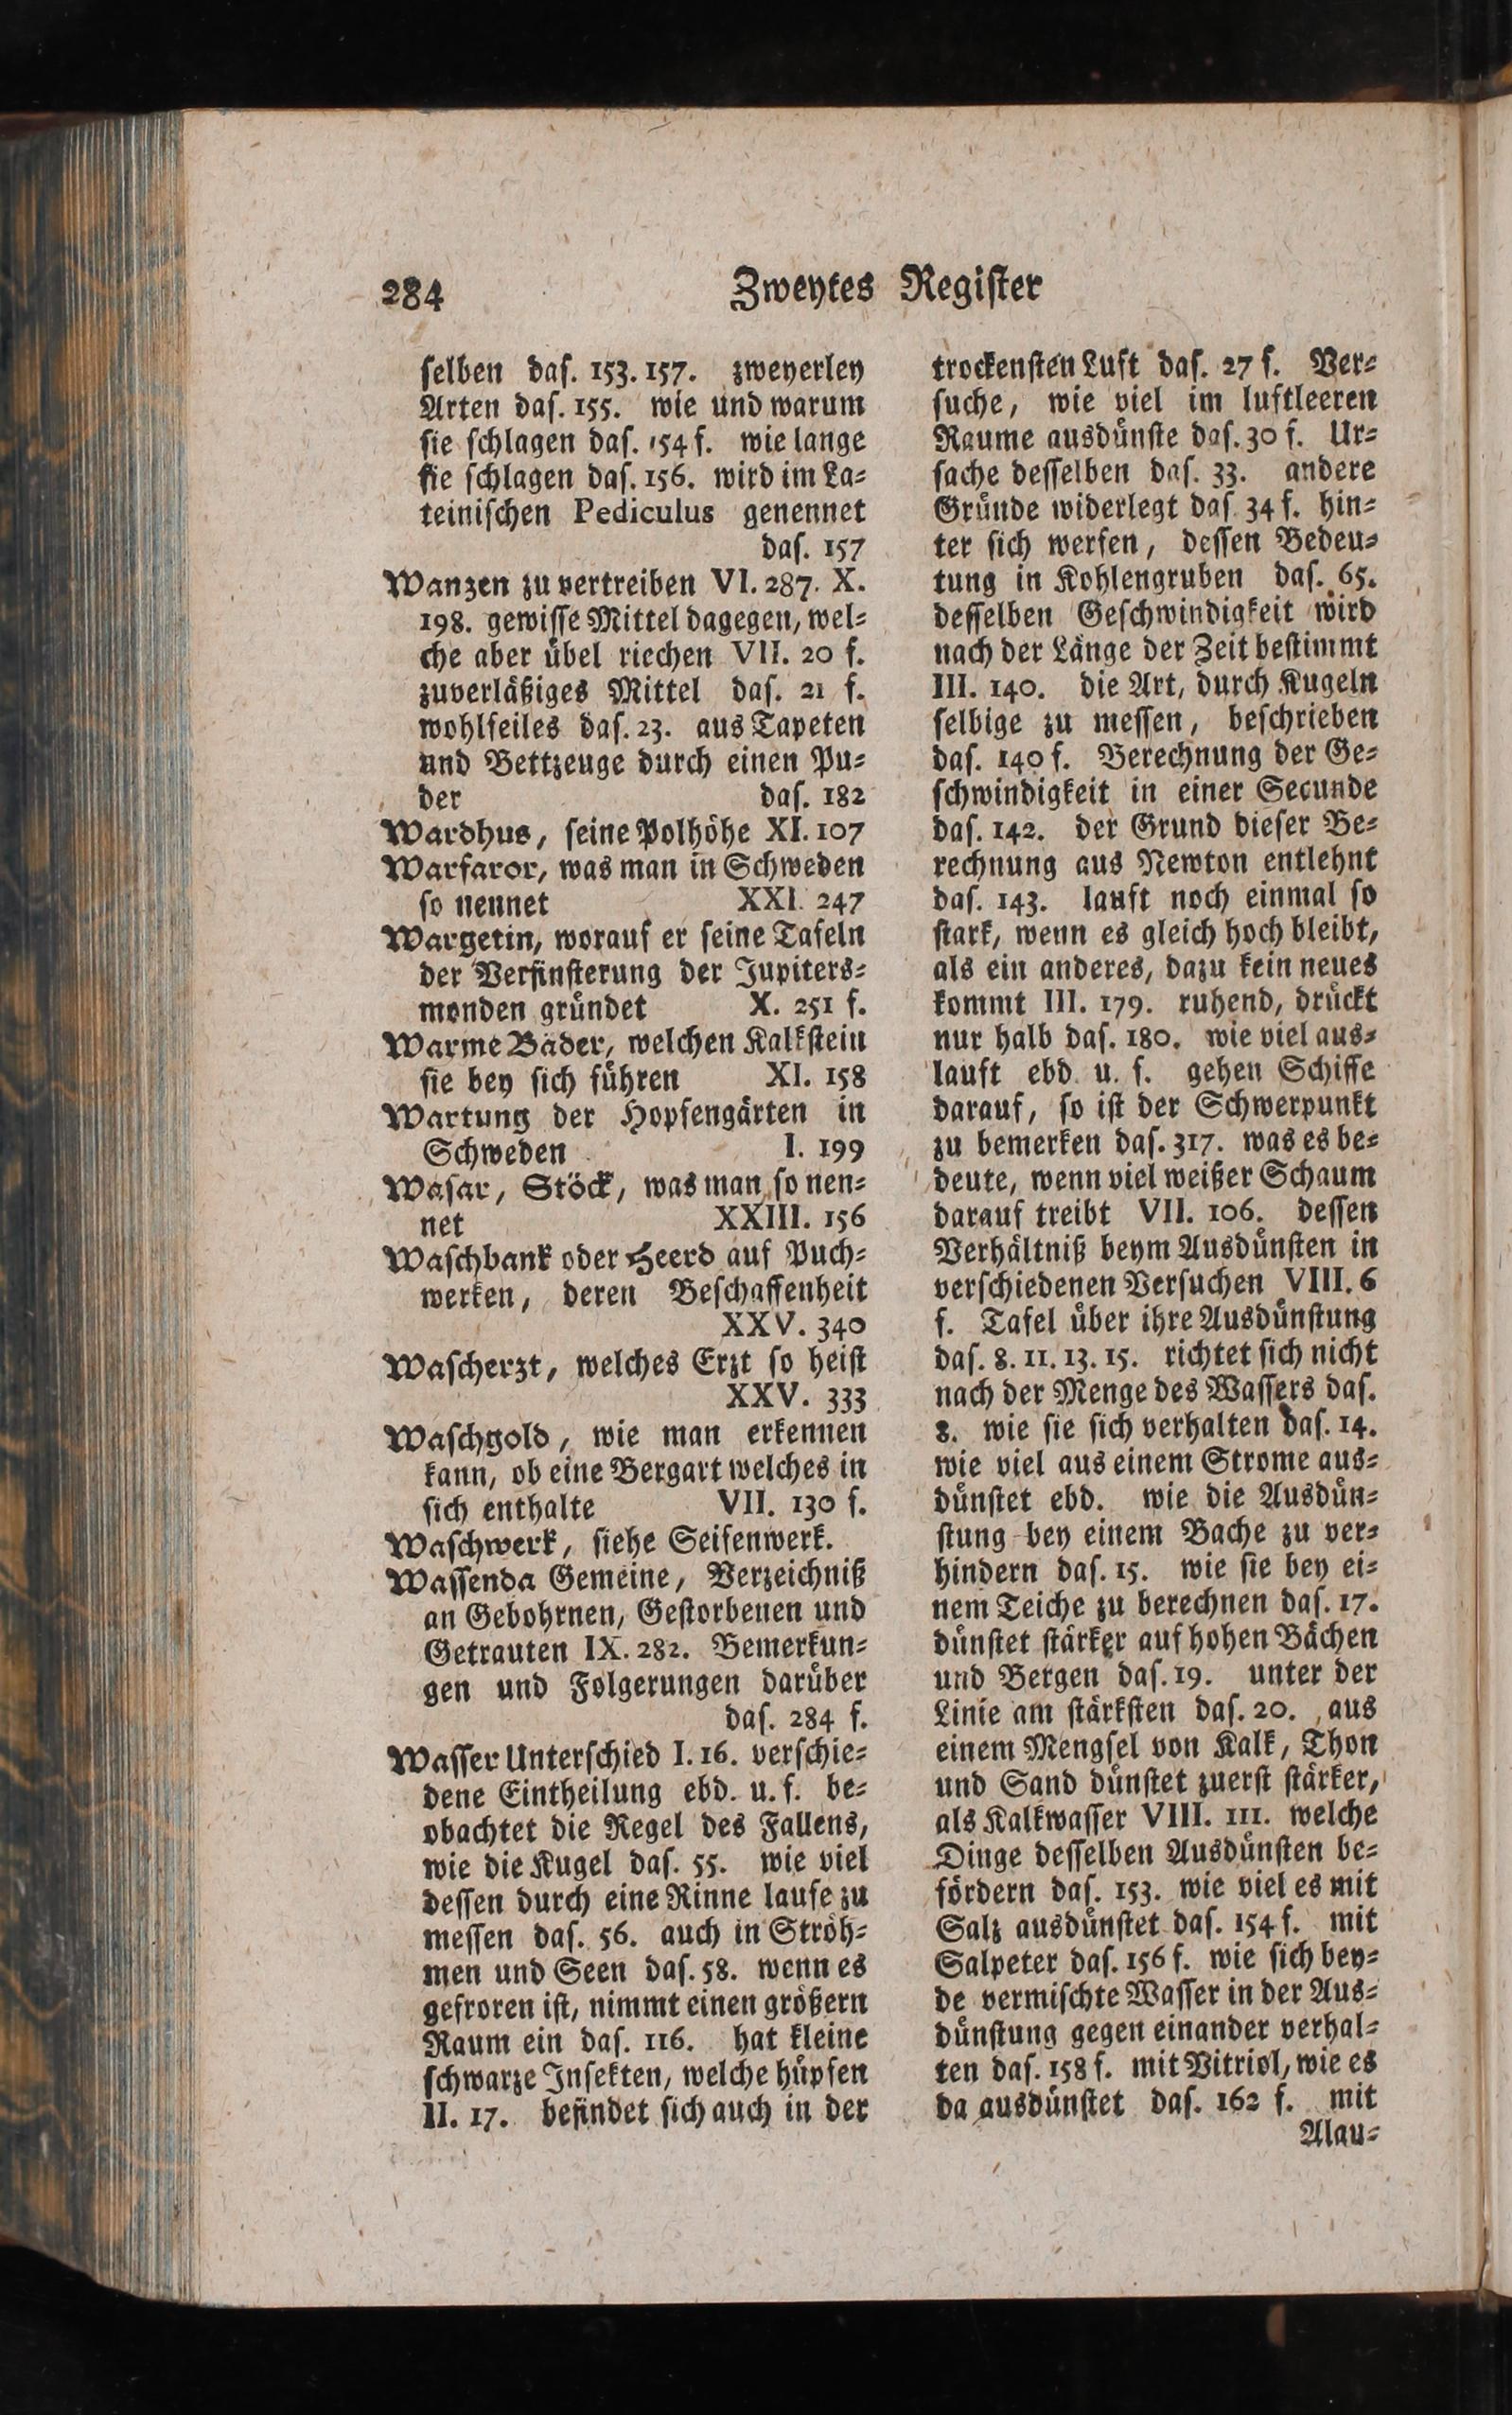 284 Zweytes Regiſter
ſelben daſ. 153. 157. zweyerley
Arten daſ. 155. wie und warum
ſie ſchlagen daſ. 154 f. wie lange
ſie ſchlagen daſ. 156. wird im La-
teiniſchen Pediculus genennet
daſ. 157
Wanzen zu vertreiben VI. 287. X.
198. gewiſſe Mittel dagegen, wel-
che aber übel riechen VII. 20 f.
zuverläßiges Mittel daſ. 21 f.
wohlfeiles daſ. 23. aus Tapeten
und Bettzeuge durch einen Pu-
der daſ. 182
Wardhus, ſeine Polhöhe XI. 107
Warfaror, was man in Schweden
ſo nennet XXI. 247
Wargetin, worauf er ſeine Tafeln
der Verfinſterung der Jupiters-
monden gründet X. 251 f.
Warme Bäder, welchen Kalkſtein
ſie bey ſich führen XI. 158
Wartung der Hopfengärten in
Schweden I. 199
Waſar, Stöck, was man ſo nen-
net XXIII. 156
Waſchbank oder Heerd auf Puch-
werken, deren Beſchaffenheit
XXV. 340
Waſcherzt, welches Erzt ſo heiſt
XXV. 333
Waſchgold, wie man erkennen
kann, ob eine Bergart welches in
ſich enthalte VII. 130 f.
Waſchwerk, ſiehe Seifenwerk.
Waſſenda Gemeine, Verzeichniß
an Gebohrnen, Geſtorbenen und
Getrauten IX. 282. Bemerkun-
gen und Folgerungen darüber
daſ. 284 f.
Waſſer Unterſchied I. 16. verſchie-
dene Eintheilung ebd. u. f. be-
obachtet die Regel des Fallens,
wie die Kugel daſ. 55. wie viel
deſſen durch eine Rinne laufe zu
meſſen daſ. 56. auch in Ströh-
men und Seen daſ. 58. wenn es
gefroren iſt, nimmt einen größern
Raum ein daſ. 116. hat kleine
ſchwarze Inſekten, welche hüpfen
II. 17. befindet ſich auch in der
trockenſten Luft daſ. 27 f. Ver-
ſuche, wie viel im luftleeren
Raume ausdünſte daſ. 30 f. Ur-
ſache deſſelben daſ. 33. andere
Gründe widerlegt daſ. 34 f. hin-
ter ſich werfen, deſſen Bedeu-
tung in Kohlengruben daſ. 65.
deſſelben Geſchwindigkeit wird
nach der Länge der Zeit beſtimmt
III. 140. die Art, durch Kugeln
ſelbige zu meſſen, beſchrieben
daſ. 140 f. Berechnung der Ge-
ſchwindigkeit in einer Secunde
daſ. 142. der Grund dieſer Be-
rechnung aus Newton entlehnt
daſ. 143. lauft noch einmal ſo
ſtark, wenn es gleich hoch bleibt,
als ein anderes, dazu kein neues
kommt III. 179. ruhend, drückt
nur halb daſ. 180. wie viel aus-
lauft ebd. u. f. gehen Schiffe
darauf, ſo iſt der Schwerpunkt
zu bemerken daſ. 317. was es be-
deute, wenn viel weißer Schaum
darauf treibt VII. 106. deſſen
Verhältniß beym Ausdünſten in
verſchiedenen Verſuchen VIII. 6
f. Tafel über ihre Ausdünſtung
daſ. 8. 11. 13. 15. richtet ſich nicht
nach der Menge des Waſſers daſ.
8. wie ſie ſich verhalten daſ. 14.
wie viel aus einem Strome aus-
dünſtet ebd. wie die Ausdün-
ſtung bey einem Bache zu ver-
hindern daſ. 15. wie ſie bey ei-
nem Teiche zu berechnen daſ. 17.
dünſtet ſtärker auf hohen Bächen
und Bergen daſ. 19. unter der
Linie am ſtärkſten daſ. 20. aus
einem Mengſel von Kalk, Thon
und Sand dünſtet zuerſt ſtärker,
als Kalkwaſſer VIII. 111. welche
Dinge deſſelben Ausdünſten be-
fördern daſ. 153. wie viel es mit
Salz ausdünſtet daſ. 154 f. mit
Salpeter daſ. 156 f. wie ſich bey-
de vermiſchte Waſſer in der Aus-
dünſtung gegen einander verhal-
ten daſ. 158 f. mit Vitriol, wie es
da ausdünſtet daſ. 162 f. mit
Alau-